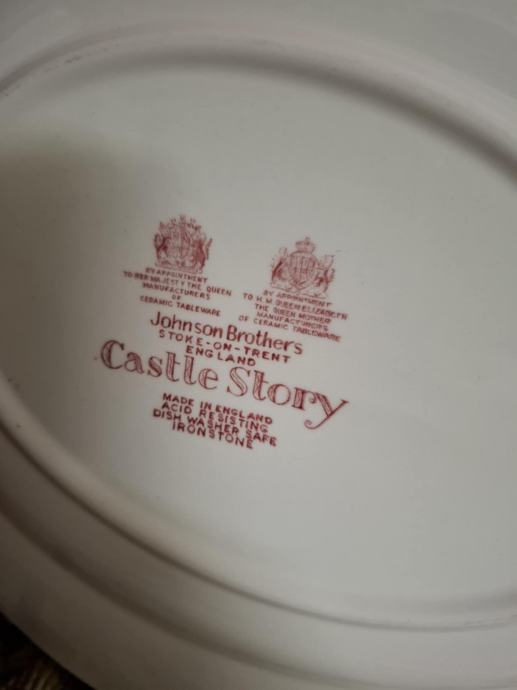 BY APPOINTMENT
TO HER MAJESTY THE QUEEN
MANUFACTURERS
OF
CERAMIC TABLEWARE
BY APPOINTMENT
TO H.M. QUEEN ELIZABETH
THE QUEEN MOTHER
MANUFACTURERS
OF CERAMIC TABLEWARE
Johnson Brothers
STOKE-ON-TRENT
ENGLAND
Castle Story
MADE IN ENGLAND
ACID RESISTING
DISH WASHER SAFE
IRONSTONE